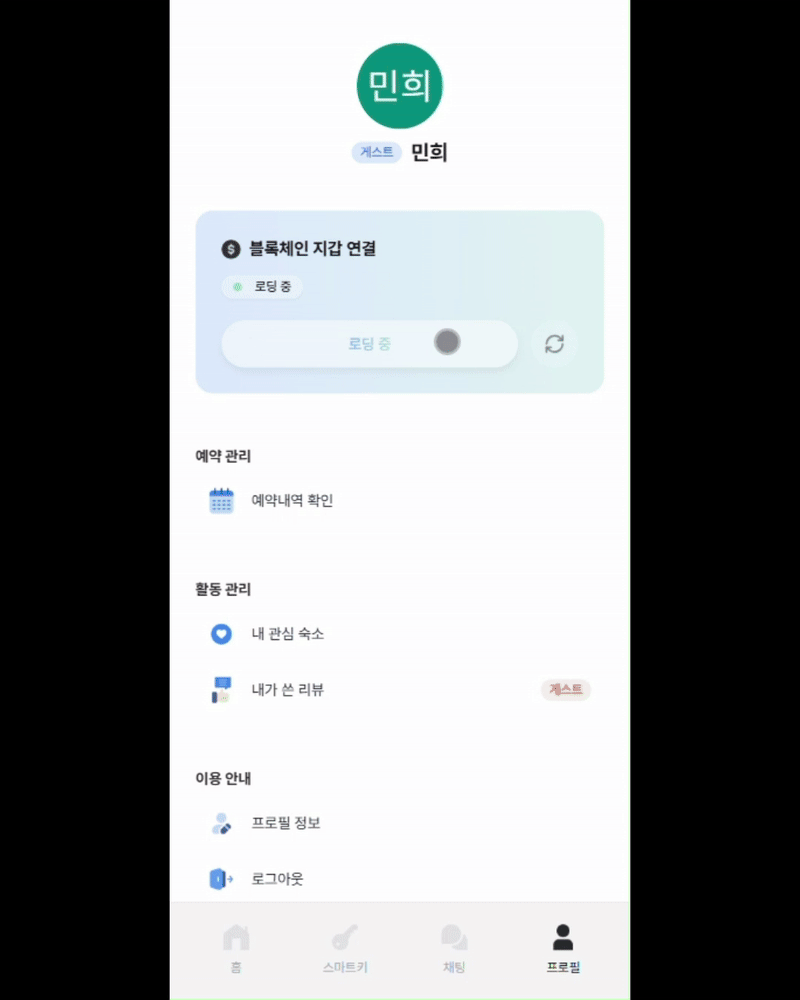 민희
게스트 민희
블록체인 지갑 연결
로딩 중
로딩 중
예약 관리
예약내역 확인
활동 관리
내 관심 숙소
내가 쓴 리뷰 게스트
이용 안내
프로필 정보
로그아웃
홈 스마트키 채팅 프로필